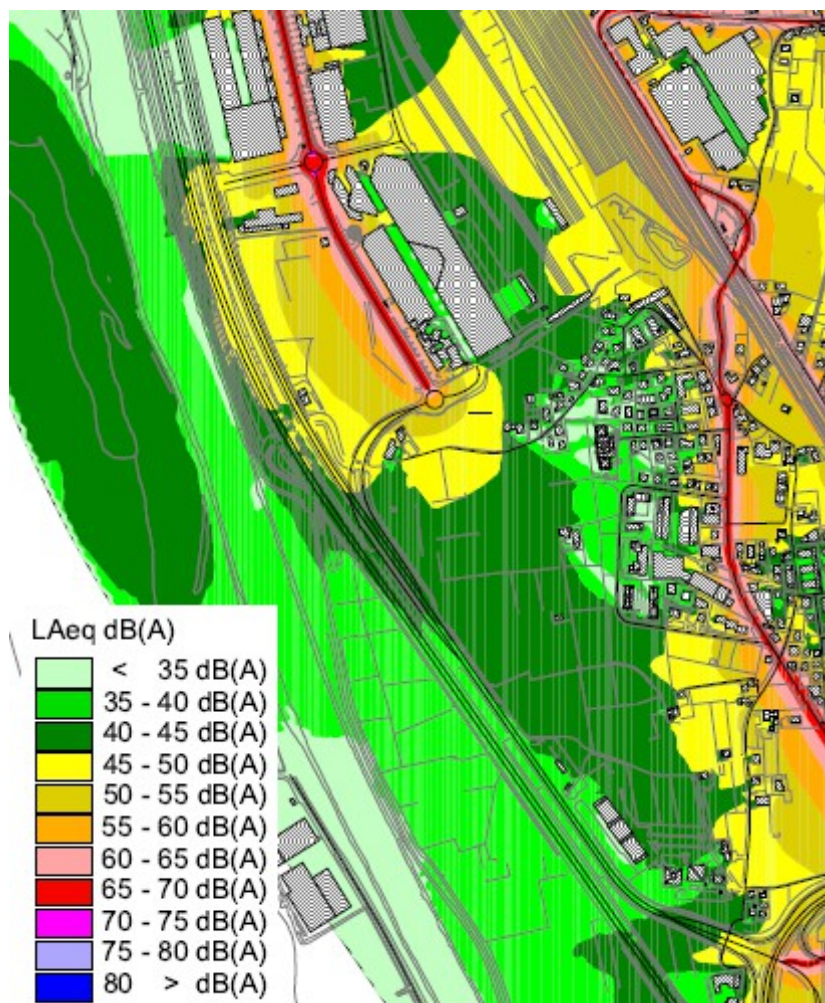 LAeq dB(A)
< 35 dB(A)
35 - 40 dB(A)
40 - 45 dB(A)
45 - 50 dB(A)
50 - 55 dB(A)
55 - 60 dB(A)
60 - 65 dB(A)
65 - 70 dB(A)
70 - 75 dB(A)
75 - 80 dB(A)
80 > dB(A)